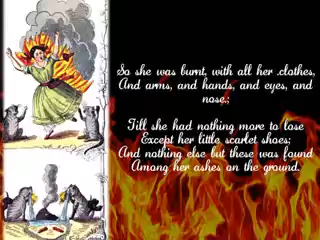 So she was burnt, with all her clothes,
And arms, and hands, and eyes, and
nose.;
Till she had nothing more to lose
Except her little scarlet shoes;
And nothing else but these was found
Among her ashes on the ground.